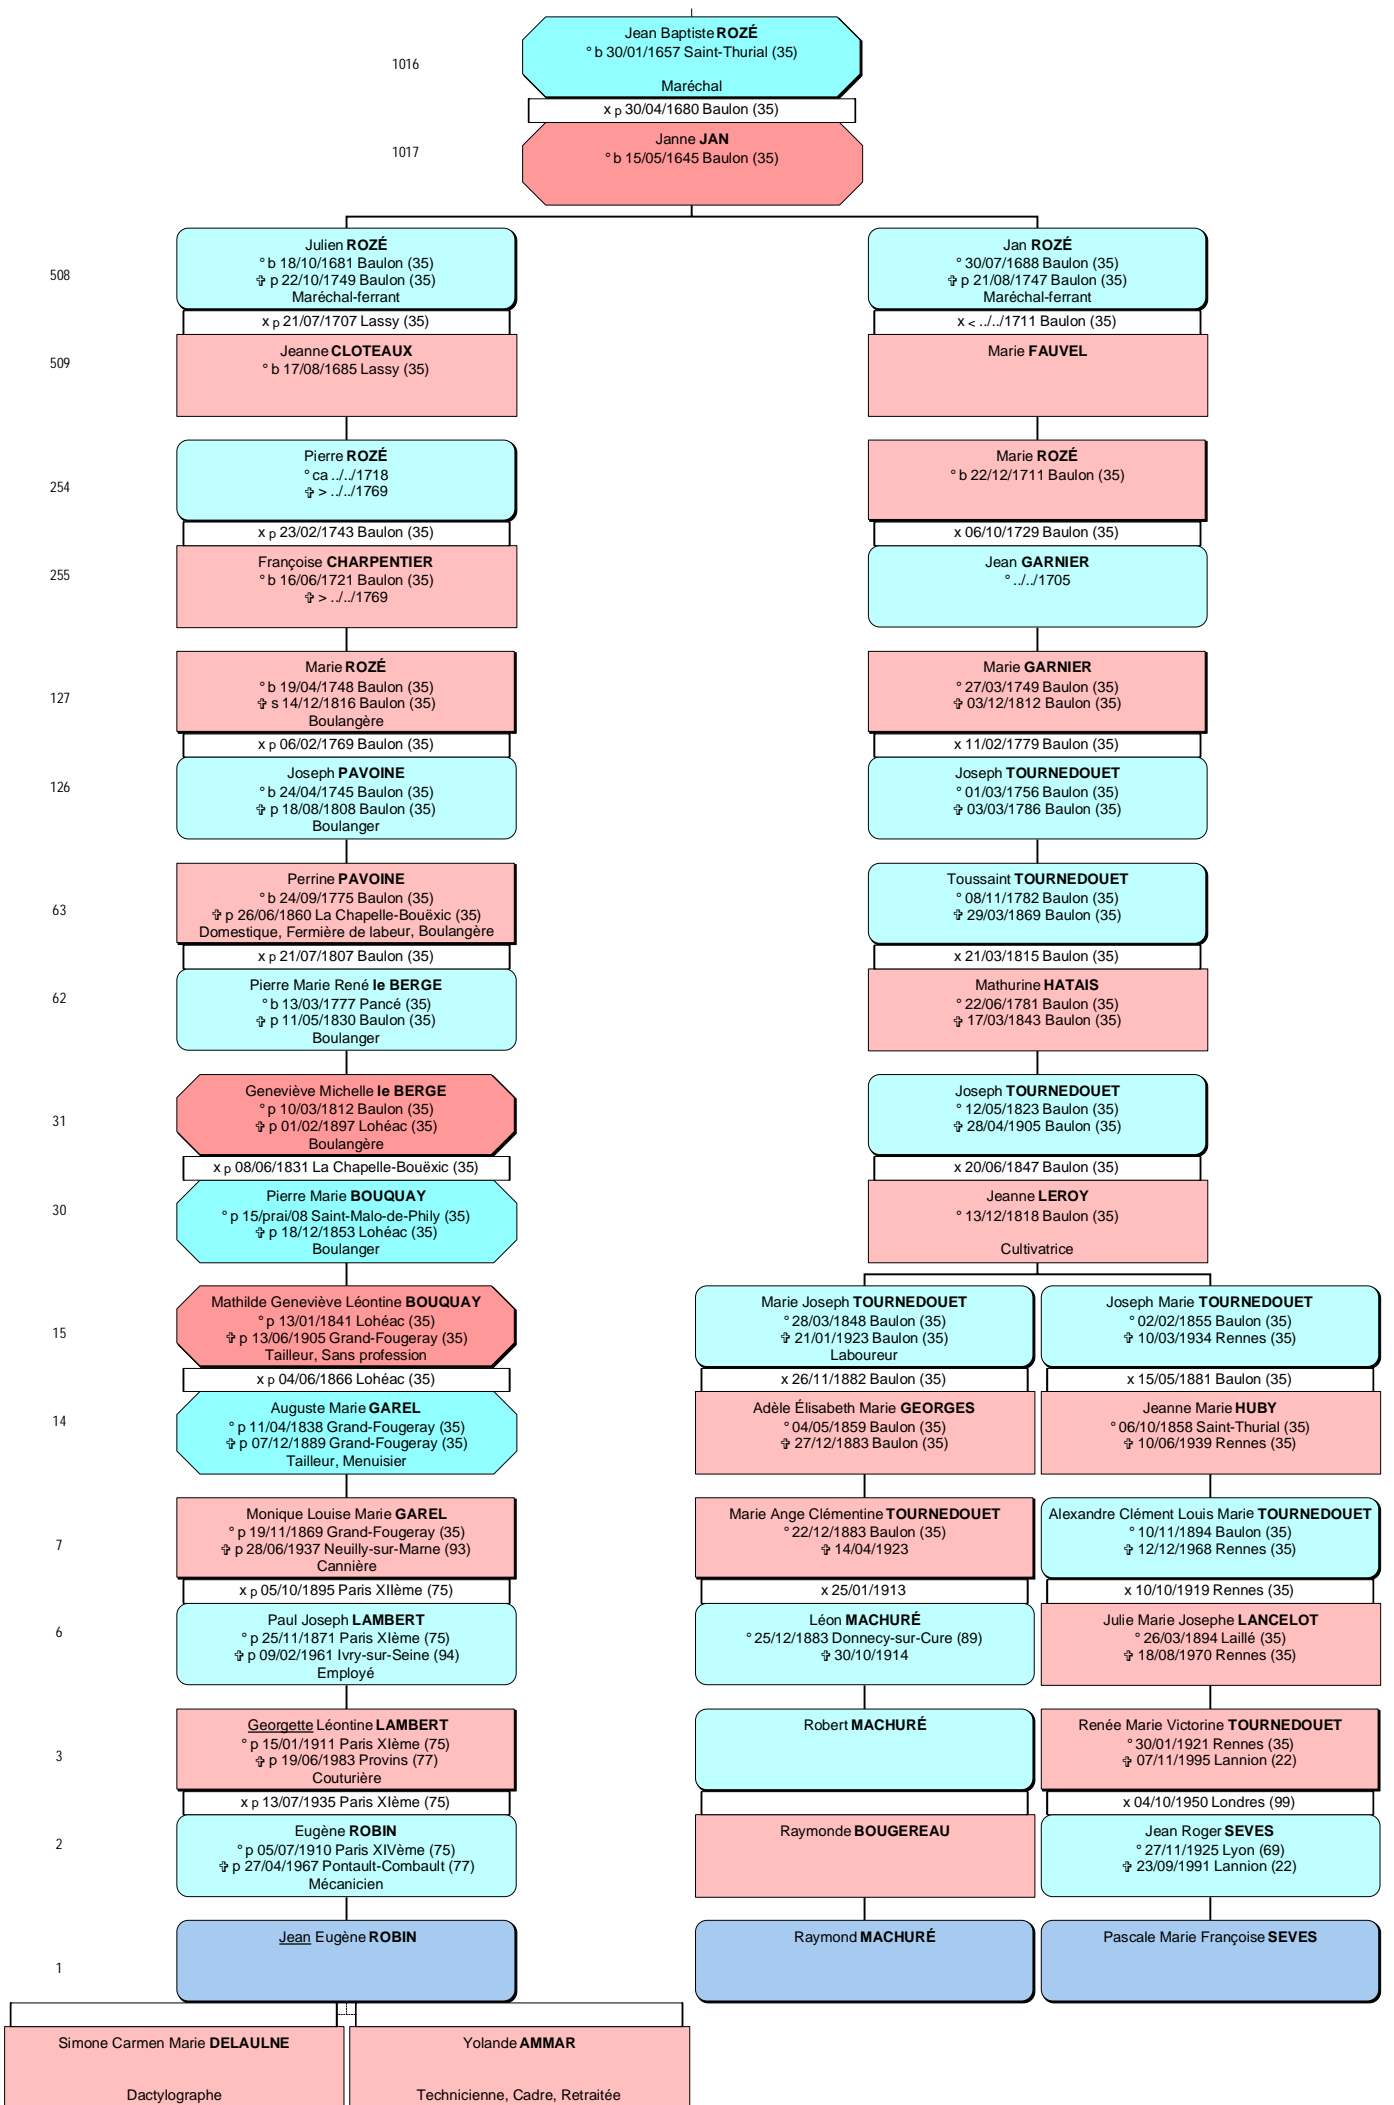 1016
Jean Baptiste ROZÉ
° b 30/01/1657 Saint-Thurial (35)
Maréchal
x p 30/04/1680 Baulon (35)
1017
Janne JAN
° b 15/05/1645 Baulon (35)
508
Julien ROZÉ
° b 18/10/1681 Baulon (35)
✞ p 22/10/1749 Baulon (35)
Maréchal-ferrant
x p 21/07/1707 Lassy (35)
Jan ROZÉ
° 30/07/1688 Baulon (35)
✞ p 21/08/1747 Baulon (35)
Maréchal-ferrant
x < ../../1711 Baulon (35)
509
Jeanne CLOTEAUX
° b 17/08/1685 Lassy (35)
Marie FAUVEL
254
Pierre ROZÉ
° ca ../../1718
✞ > ../../1769
x p 23/02/1743 Baulon (35)
Marie ROZÉ
° b 22/12/1711 Baulon (35)
x 06/10/1729 Baulon (35)
255
Françoise CHARPENTIER
° b 16/06/1721 Baulon (35)
✞ > ../../1769
Jean GARNIER
° ../../1705
127
Marie ROZÉ
° b 19/04/1748 Baulon (35)
✞ s 14/12/1816 Baulon (35)
Boulangère
x p 06/02/1769 Baulon (35)
Marie GARNIER
° 27/03/1749 Baulon (35)
✞ 03/12/1812 Baulon (35)
x 11/02/1779 Baulon (35)
126
Joseph PAVOINE
° b 24/04/1745 Baulon (35)
✞ p 18/08/1808 Baulon (35)
Boulanger
Joseph TOURNEDOUET
° 01/03/1756 Baulon (35)
✞ 03/03/1786 Baulon (35)
63
Perrine PAVOINE
° b 24/09/1775 Baulon (35)
✞ p 26/06/1860 La Chapelle-Bouëxic (35)
Domestique, Fermière de labeur, Boulangère
x p 21/07/1807 Baulon (35)
Toussaint TOURNEDOUET
° 08/11/1782 Baulon (35)
✞ 29/03/1869 Baulon (35)
x 21/03/1815 Baulon (35)
62
Pierre Marie René le BERGE
° b 13/03/1777 Pancé (35)
✞ p 11/05/1830 Baulon (35)
Boulanger
Mathurine HATAIS
° 22/06/1781 Baulon (35)
✞ 17/03/1843 Baulon (35)
31
Geneviève Michelle le BERGE
° p 10/03/1812 Baulon (35)
✞ p 01/02/1897 Lohéac (35)
Boulangère
x p 08/06/1831 La Chapelle-Bouëxic (35)
Joseph TOURNEDOUET
° 12/05/1823 Baulon (35)
✞ 28/04/1905 Baulon (35)
x 20/06/1847 Baulon (35)
30
Pierre Marie BOUQUAY
° p 15/prai/08 Saint-Malo-de-Phily (35)
✞ p 18/12/1853 Lohéac (35)
Boulanger
Jeanne LEROY
° 13/12/1818 Baulon (35)
Cultivatrice
15
Mathilde Geneviève Léontine BOUQUAY
° p 13/01/1841 Lohéac (35)
✞ p 13/06/1905 Grand-Fougeray (35)
Tailleur, Sans profession
x p 04/06/1866 Lohéac (35)
Marie Joseph TOURNEDOUET
° 28/03/1848 Baulon (35)
✞ 21/01/1923 Baulon (35)
Laboureur
x 26/11/1882 Baulon (35)
Joseph Marie TOURNEDOUET
° 02/02/1855 Baulon (35)
✞ 10/03/1934 Rennes (35)
x 15/05/1881 Baulon (35)
14
Auguste Marie GAREL
° p 11/04/1838 Grand-Fougeray (35)
✞ p 07/12/1889 Grand-Fougeray (35)
Tailleur, Menuisier
Adèle Élisabeth Marie GEORGES
° 04/05/1859 Baulon (35)
✞ 27/12/1883 Baulon (35)
Jeanne Marie HUBY
° 06/10/1858 Saint-Thurial (35)
✞ 10/06/1939 Rennes (35)
7
Monique Louise Marie GAREL
° p 19/11/1869 Grand-Fougeray (35)
✞ p 28/06/1937 Neuilly-sur-Marne (93)
Cannière
x p 05/10/1895 Paris XIIème (75)
Marie Ange Clémentine TOURNEDOUET
° 22/12/1883 Baulon (35)
✞ 14/04/1923
x 25/01/1913
Alexandre Clément Louis Marie TOURNEDOUET
° 10/11/1894 Baulon (35)
✞ 12/12/1968 Rennes (35)
x 10/10/1919 Rennes (35)
6
Paul Joseph LAMBERT
° p 25/11/1871 Paris XIème (75)
✞ p 09/02/1961 Ivry-sur-Seine (94)
Employé
Léon MACHURÉ
° 25/12/1883 Donnecy-sur-Cure (89)
✞ 30/10/1914
Julie Marie Josephe LANCELOT
° 26/03/1894 Laillé (35)
✞ 18/08/1970 Rennes (35)
3
Georgette Léontine LAMBERT
° p 15/01/1911 Paris XIème (75)
✞ p 19/06/1983 Provins (77)
Couturière
x p 13/07/1935 Paris XIème (75)
Robert MACHURÉ
Renée Marie Victorine TOURNEDOUET
° 30/01/1921 Rennes (35)
✞ 07/11/1995 Lannion (22)
x 04/10/1950 Londres (99)
2
Eugène ROBIN
° p 05/07/1910 Paris XIVème (75)
✞ p 27/04/1967 Pontault-Combault (77)
Mécanicien
Raymonde BOUGEREAU
Jean Roger SEVES
° 27/11/1925 Lyon (69)
✞ 23/09/1991 Lannion (22)
1
Jean Eugène ROBIN
Raymond MACHURÉ
Pascale Marie Françoise SEVES
Simone Carmen Marie DELAULNE
Dactylographe
Yolande AMMAR
Technicienne, Cadre, Retraitée